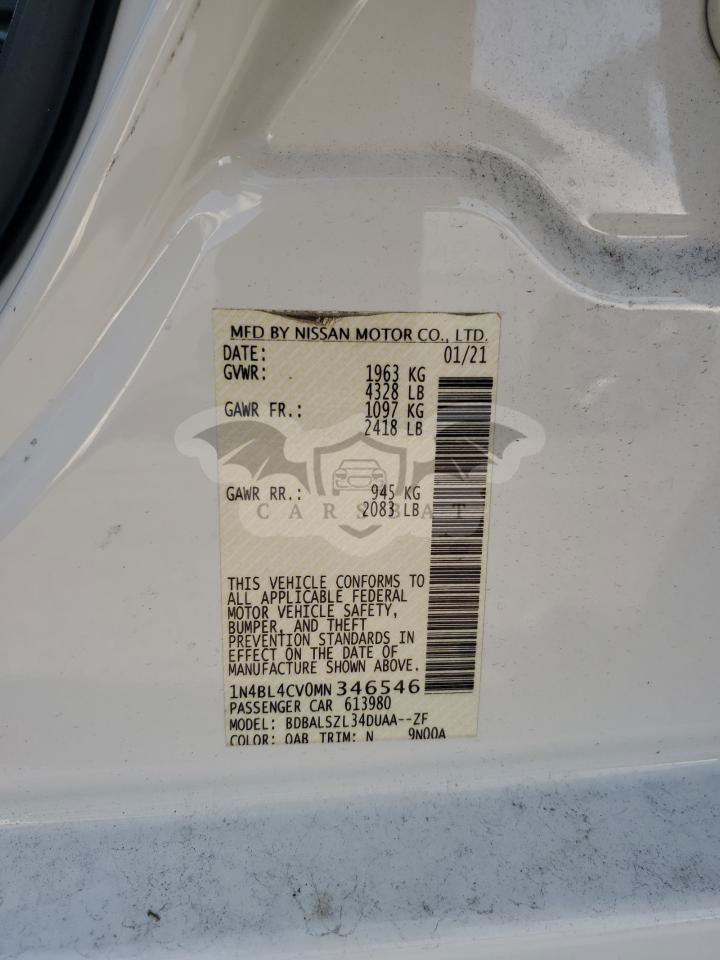 MFD BY NISSAN MOTOR CO., LTD.
DATE: 01/21
GVWR: 1963 KG
4328 LB
GAWR FR.: 1097 KG
2418 LB
GAWR RR.: 945 KG
2083 LB
CARSBAT
THIS VEHICLE CONFORMS TO
ALL APPLICABLE FEDERAL
MOTOR VEHICLE SAFETY,
BUMPER, AND THEFT
PREVENTION STANDARDS IN
EFFECT ON THE DATE OF
MANUFACTURE SHOWN ABOVE.
1N4BL4CV0MN346546
PASSENGER CAR 613980
MODEL: BDBALSZL34DUAA--ZF
COLOR: QAB TRIM: N 9N00A